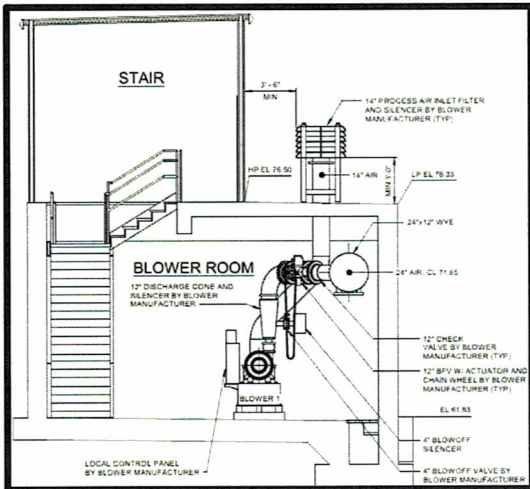 STAIR
3' - 6"
MIN
14" PROCESS AIR INLET FILTER
AND SILENCER BY BLOWER
MANUFACTURER (TYP)
HP EL 76.50
14" AIR
MIN 3'-0"
LP EL 76.33
24"x12" WYE
BLOWER ROOM
24" AIR, CL 71.65
12" DISCHARGE CONE AND
SILENCER BY BLOWER
MANUFACTURER
12" CHECK
VALVE BY BLOWER
MANUFACTURER (TYP)
12" BFV W/ ACTUATOR AND
CHAIN WHEEL BY BLOWER
MANUFACTURER (TYP)
BLOWER 1
EL 61.83
4" BLOWOFF
SILENCER
LOCAL CONTROL PANEL
BY BLOWER MANUFACTURER
4" BLOWOFF VALVE BY
BLOWER MANUFACTURER